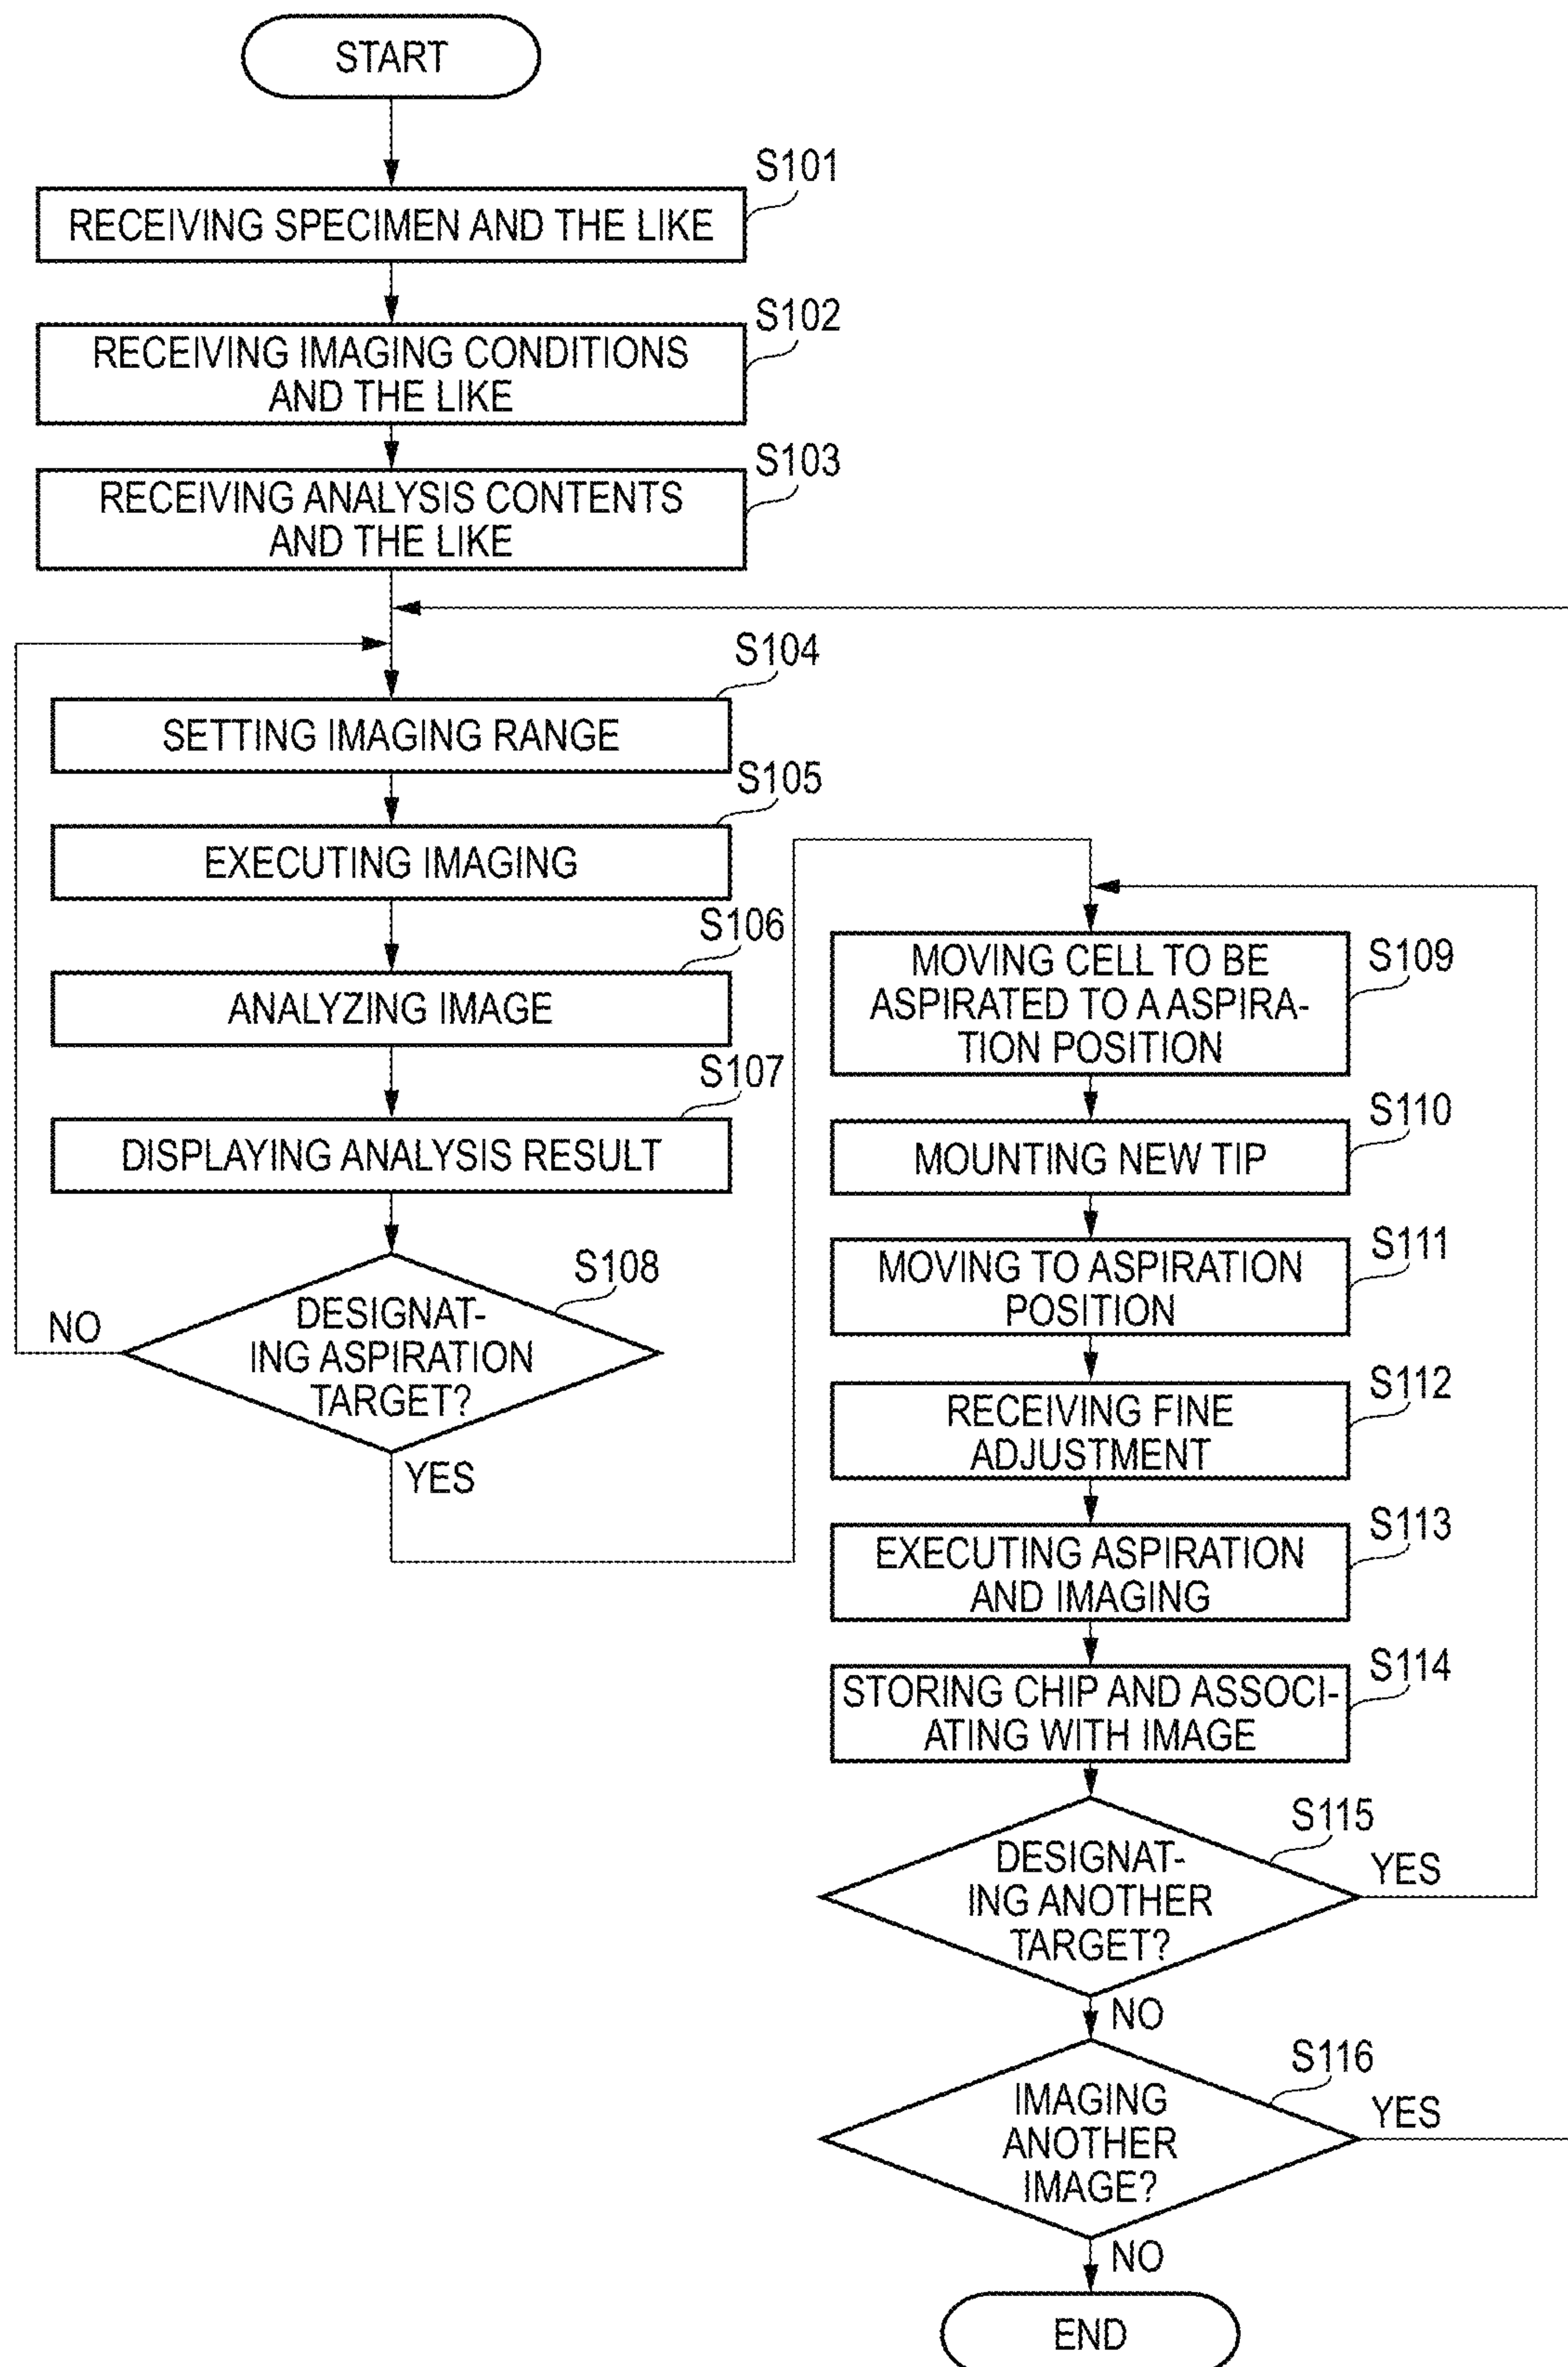 START
S101
RECEIVING SPECIMEN AND THE LIKE
S102
RECEIVING IMAGING CONDITIONS
AND THE LIKE
S103
RECEIVING ANALYSIS CONTENTS
AND THE LIKE
S104
SETTING IMAGING RANGE
S105
EXECUTING IMAGING
S106
ANALYZING IMAGE
S107
DISPLAYING ANALYSIS RESULT
S108
DESIGNAT-
ING ASPIRATION
TARGET?
NO
YES
S109
MOVING CELL TO BE
ASPIRATED TO A ASPIRA-
TION POSITION
S110
MOUNTING NEW TIP
S111
MOVING TO ASPIRATION
POSITION
S112
RECEIVING FINE
ADJUSTMENT
S113
EXECUTING ASPIRATION
AND IMAGING
S114
STORING CHIP AND ASSOCI-
ATING WITH IMAGE
S115
DESIGNAT-
ING ANOTHER
TARGET?
YES
NO
S116
IMAGING
ANOTHER
IMAGE?
YES
NO
END